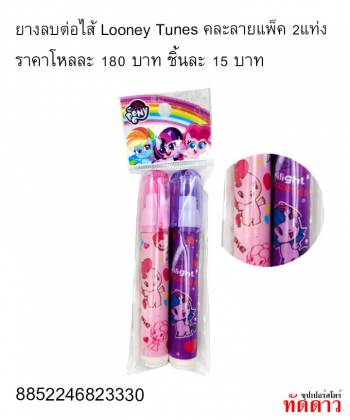 ยางลบต่อไส้ Looney Tunes คละลายแพ็ค 2แท่ง
ราคาโหลละ 180 บาท ชิ้นละ 15 บาท
my little
PONY
light
8852246823330
ซุปเปอร์สโตร์
ทัดดาว